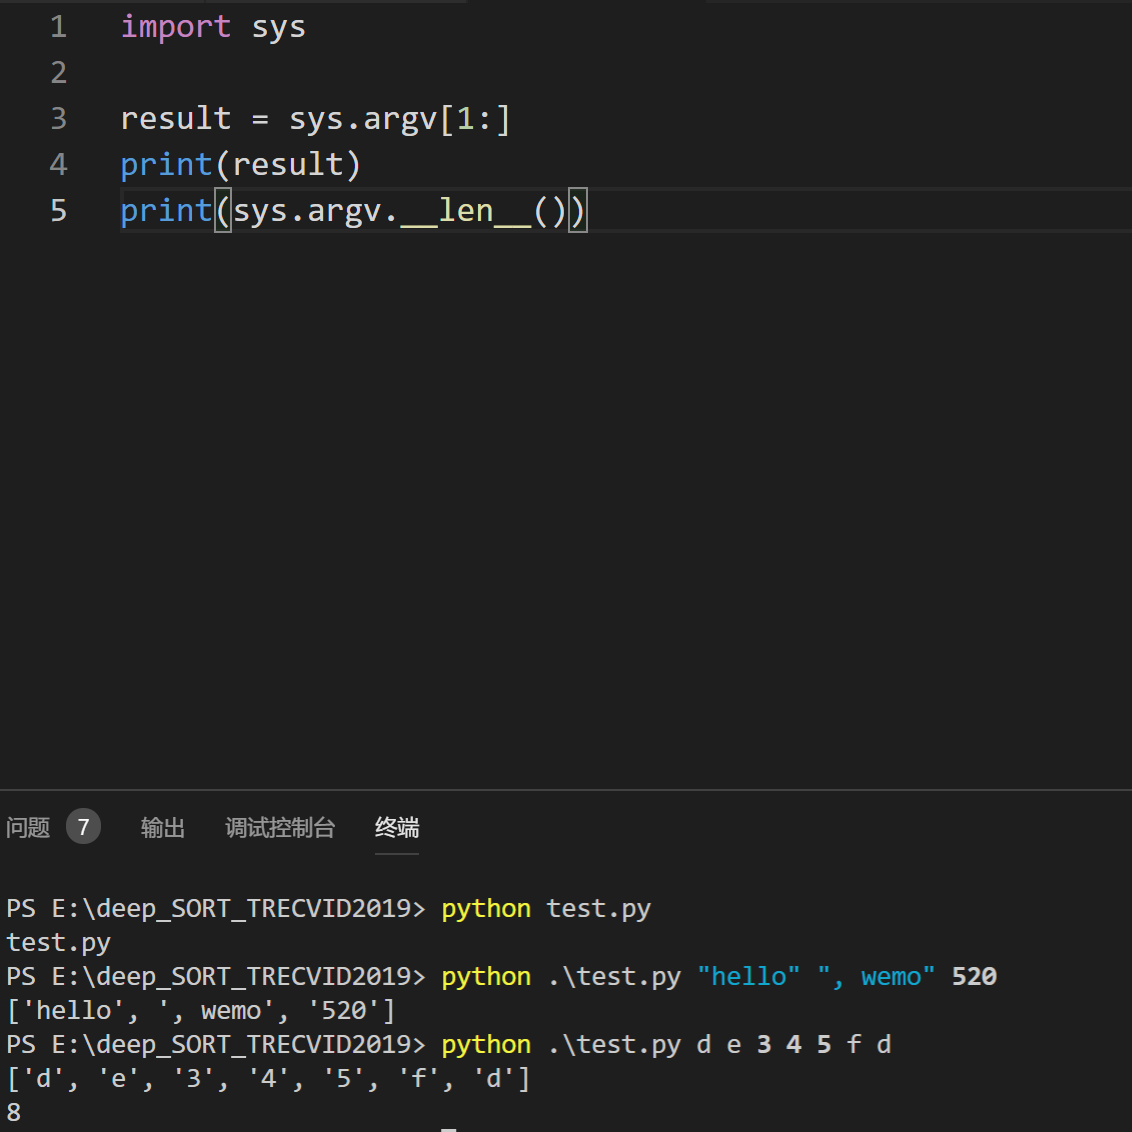 1 import sys
2
3 result = sys.argv[1:]
4 print(result)
5 print(sys.argv.__len__())
问题 7 输出 调试控制台 终端
PS E:\deep_SORT_TRECVID2019> python test.py
test.py
PS E:\deep_SORT_TRECVID2019> python .\test.py "hello" ", wemo" 520
['hello', ', wemo', '520']
PS E:\deep_SORT_TRECVID2019> python .\test.py d e 3 4 5 f d
['d', 'e', '3', '4', '5', 'f', 'd']
8